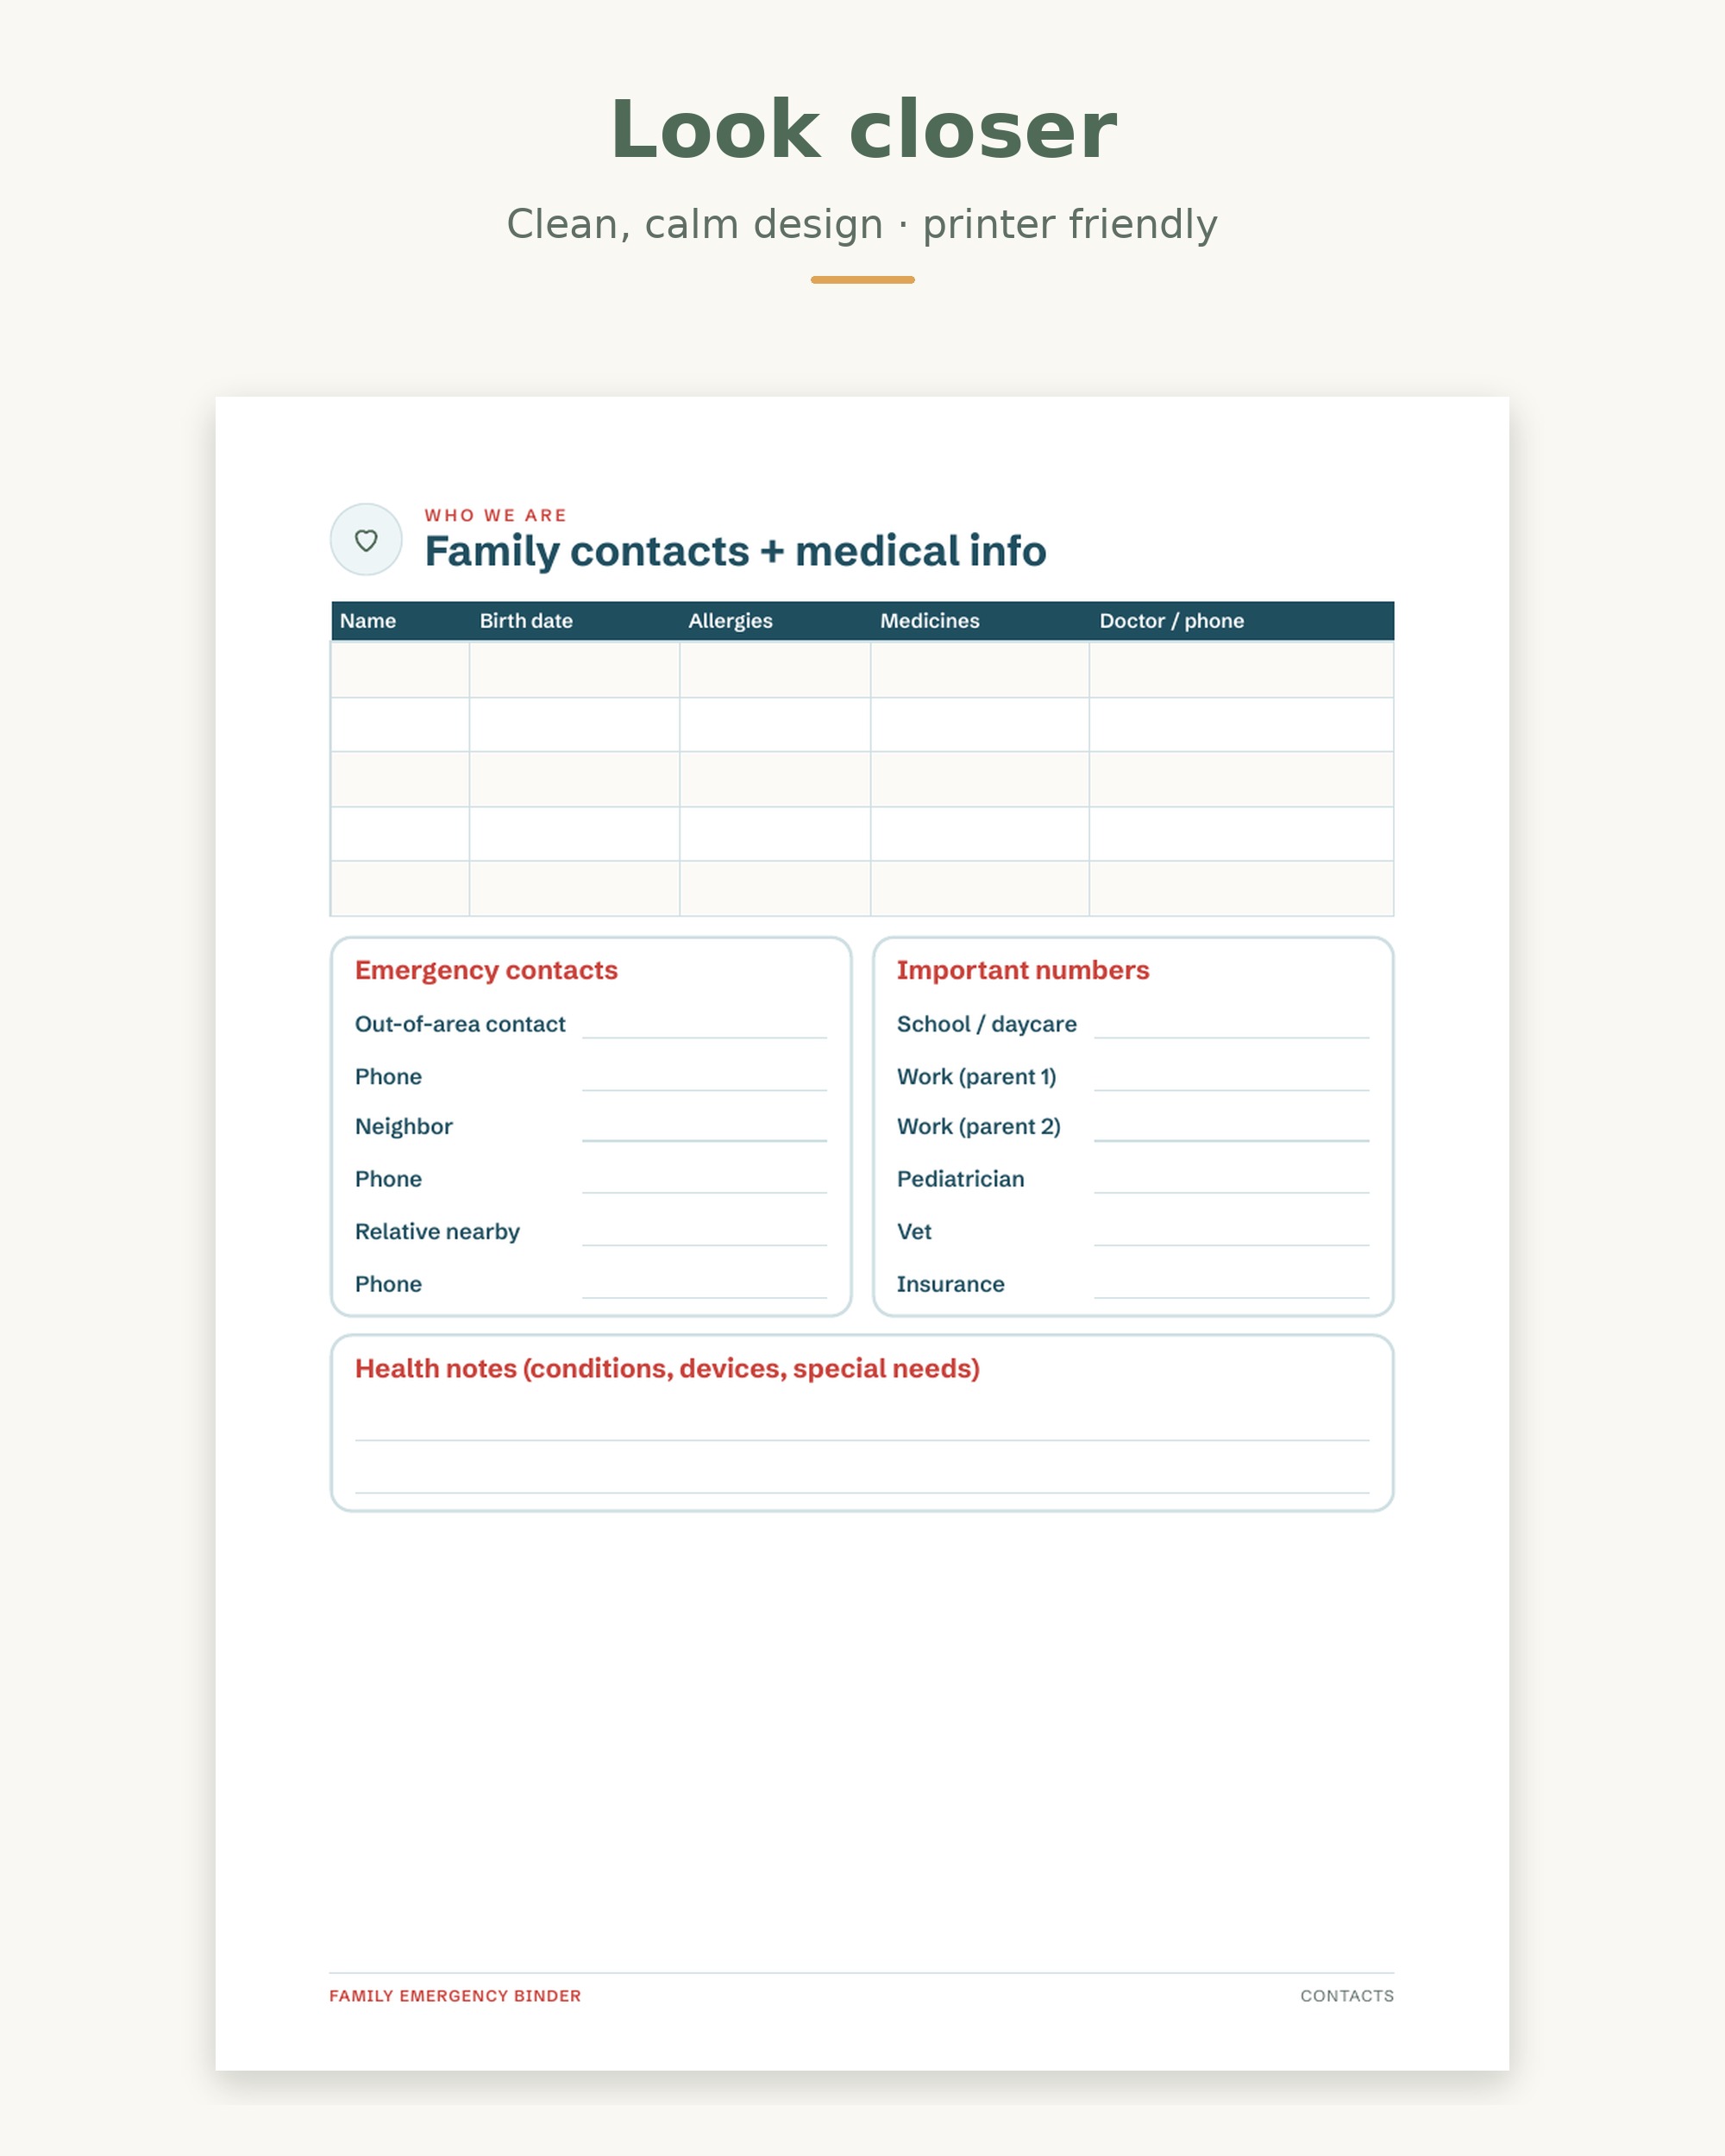 Look closer
Clean, calm design · printer friendly
WHO WE ARE
Family contacts + medical info
Name Birth date Allergies Medicines Doctor / phone
Emergency contacts
Out-of-area contact
Phone
Neighbor
Phone
Relative nearby
Phone
Important numbers
School / daycare
Work (parent 1)
Work (parent 2)
Pediatrician
Vet
Insurance
Health notes (conditions, devices, special needs)
FAMILY EMERGENCY BINDER
CONTACTS